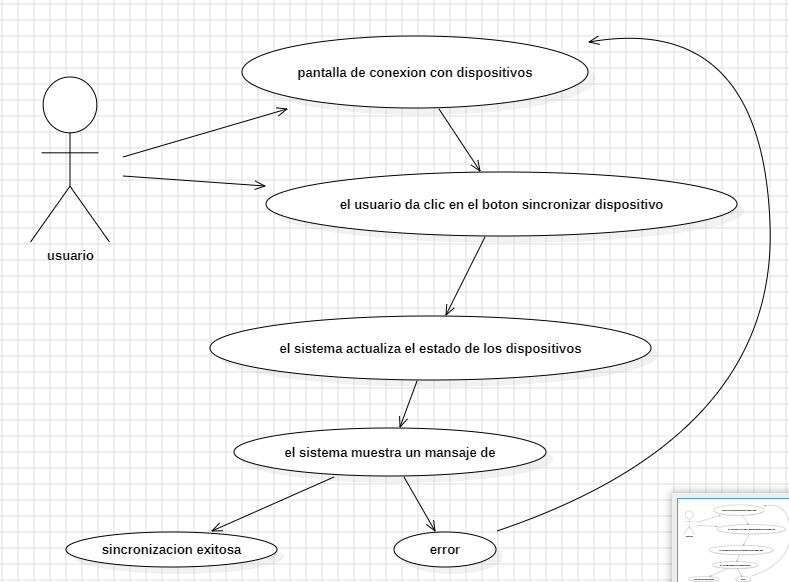 pantalla de conexion con dispositivos
el usuario da clic en el boton sincronizar dispositivo
usuario
el sistema actualiza el estado de los dispositivos
el sistema muestra un mansaje de
sincronizacion exitosa
error